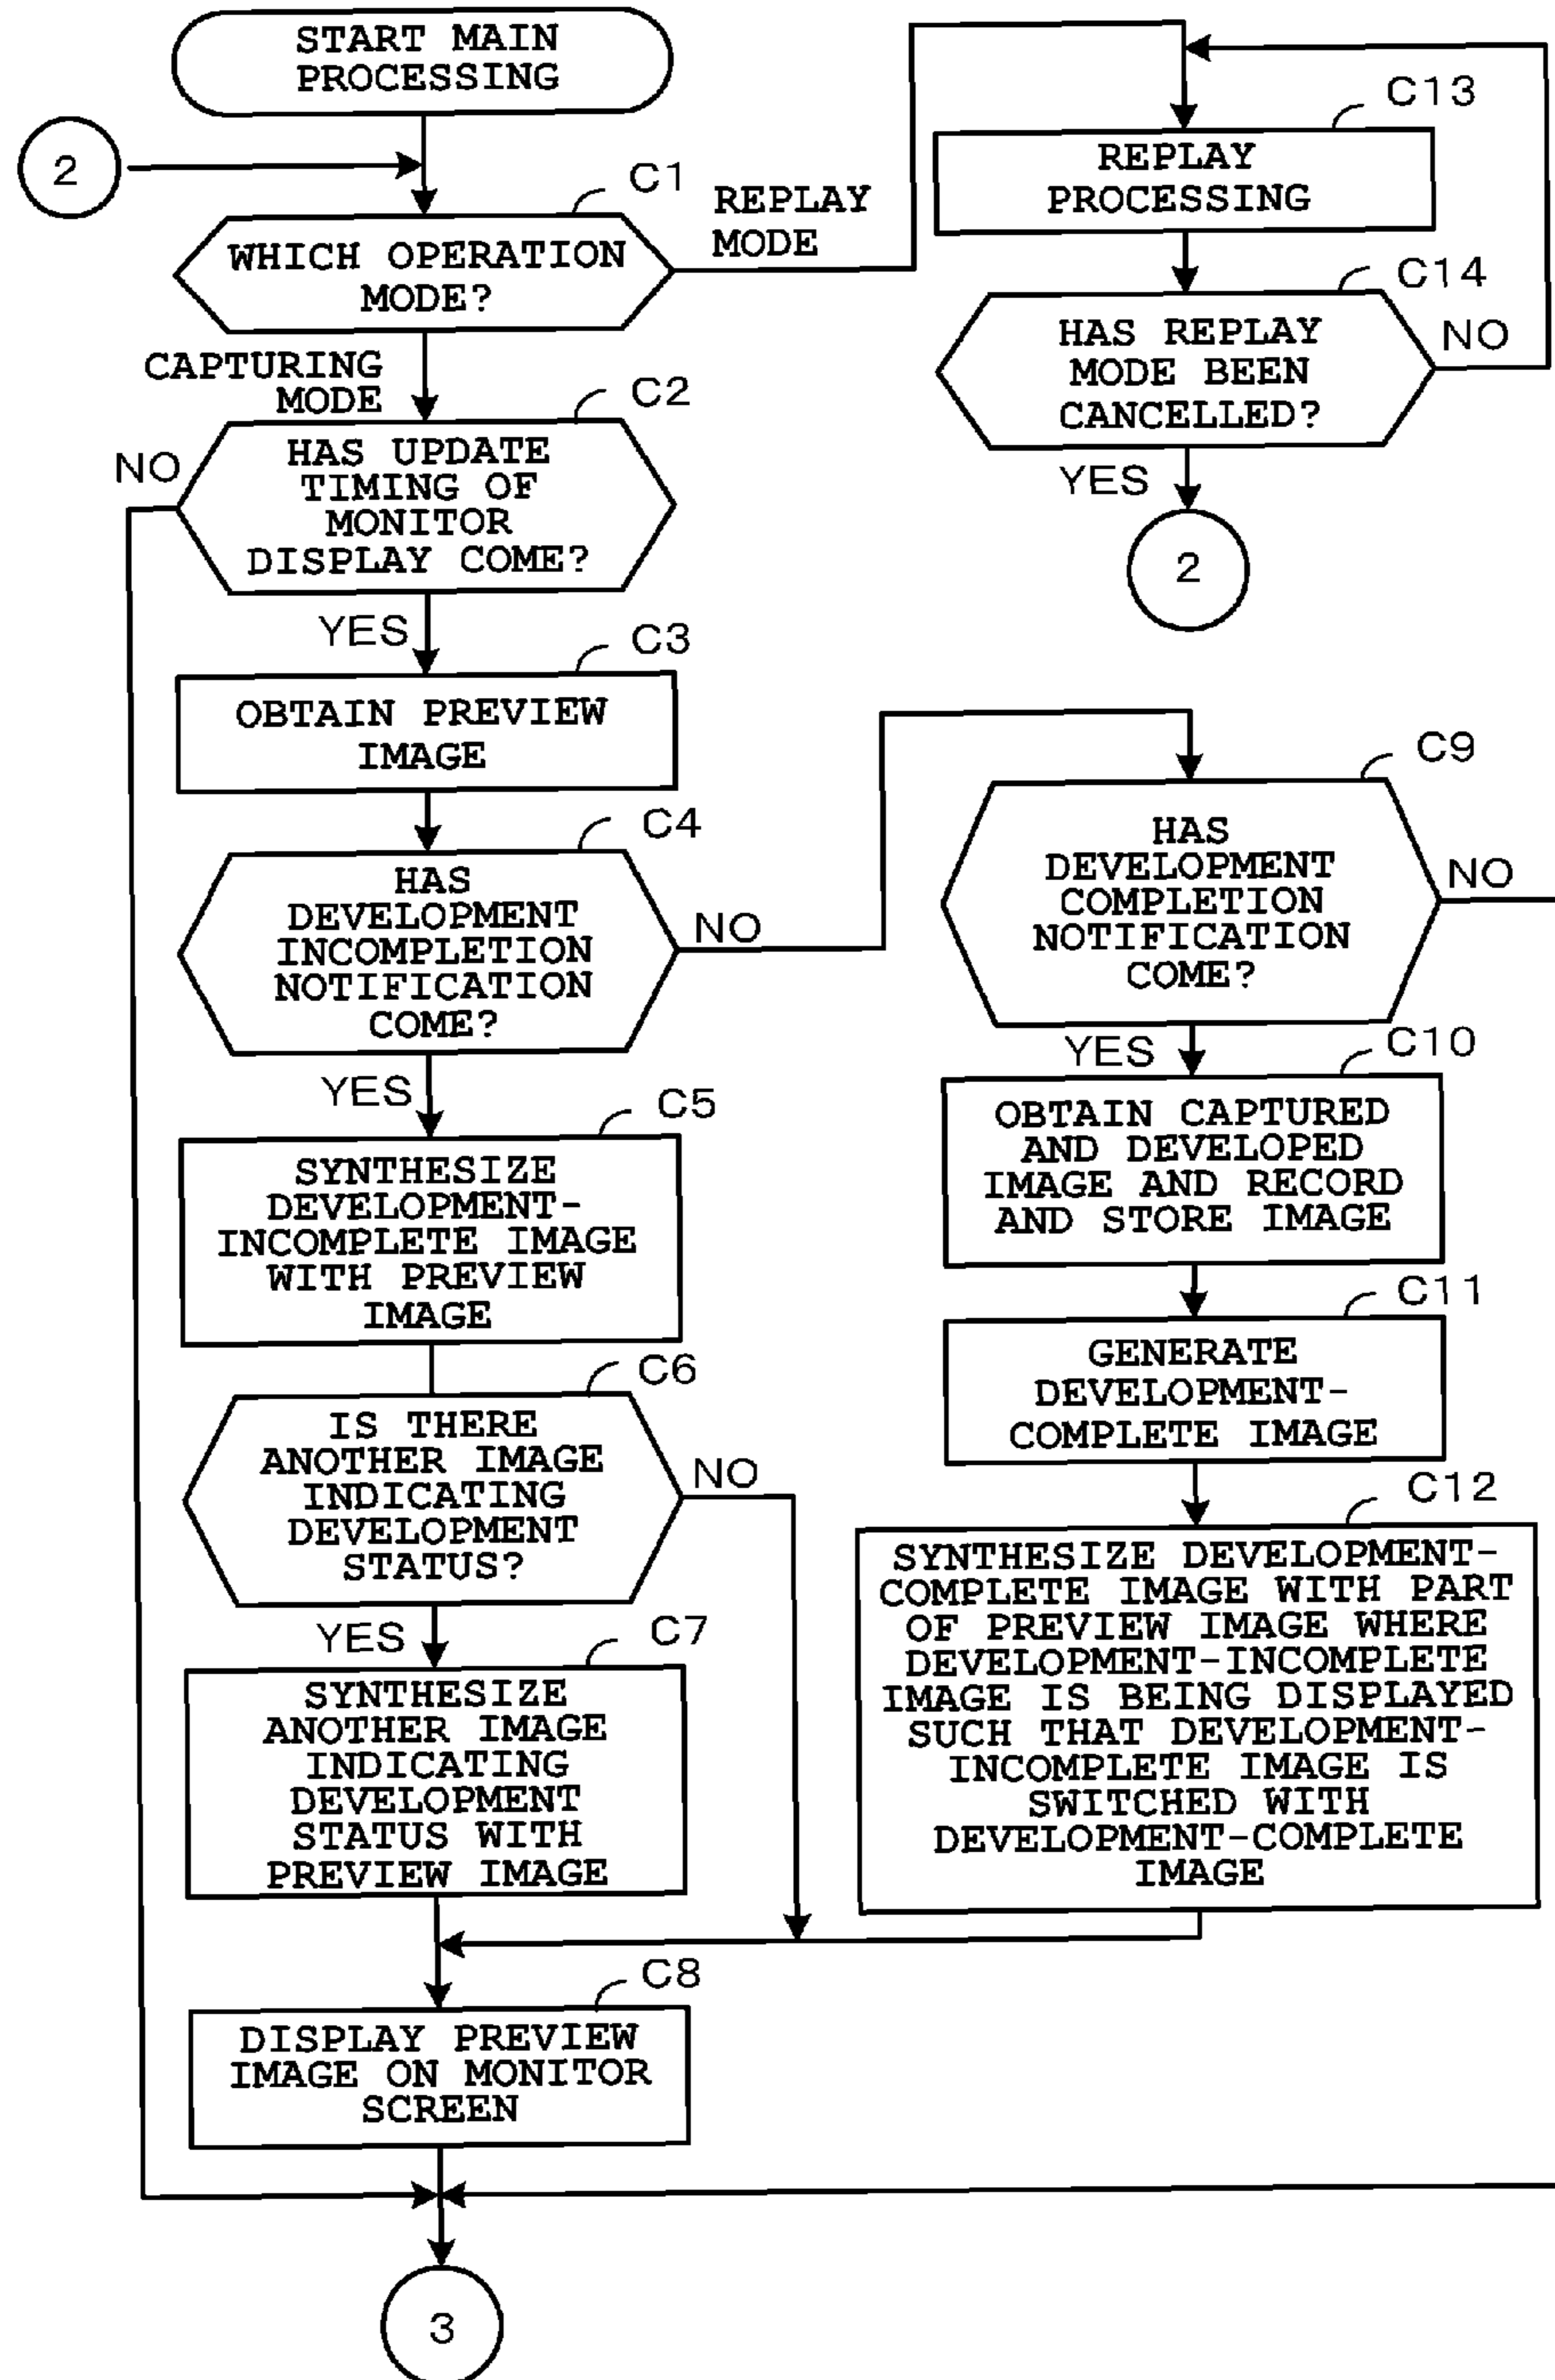 START MAIN
PROCESSING
2
C1
WHICH OPERATION
MODE?
REPLAY
MODE
CAPTURING
MODE
C2
HAS UPDATE
TIMING OF
MONITOR
DISPLAY COME?
NO
YES
C3
OBTAIN PREVIEW
IMAGE
C4
HAS
DEVELOPMENT
INCOMPLETION
NOTIFICATION
COME?
NO
YES
C5
SYNTHESIZE
DEVELOPMENT-
INCOMPLETE IMAGE
WITH PREVIEW
IMAGE
C6
IS THERE
ANOTHER IMAGE
INDICATING
DEVELOPMENT
STATUS?
NO
YES
C7
SYNTHESIZE
ANOTHER IMAGE
INDICATING
DEVELOPMENT
STATUS WITH
PREVIEW IMAGE
C8
DISPLAY PREVIEW
IMAGE ON MONITOR
SCREEN
3
C13
REPLAY
PROCESSING
C14
HAS REPLAY
MODE BEEN
CANCELLED?
NO
YES
2
C9
HAS
DEVELOPMENT
COMPLETION
NOTIFICATION
COME?
NO
YES
C10
OBTAIN CAPTURED
AND DEVELOPED
IMAGE AND RECORD
AND STORE IMAGE
C11
GENERATE
DEVELOPMENT-
COMPLETE IMAGE
C12
SYNTHESIZE DEVELOPMENT-
COMPLETE IMAGE WITH PART
OF PREVIEW IMAGE WHERE
DEVELOPMENT-INCOMPLETE
IMAGE IS BEING DISPLAYED
SUCH THAT DEVELOPMENT-
INCOMPLETE IMAGE IS
SWITCHED WITH
DEVELOPMENT-COMPLETE
IMAGE